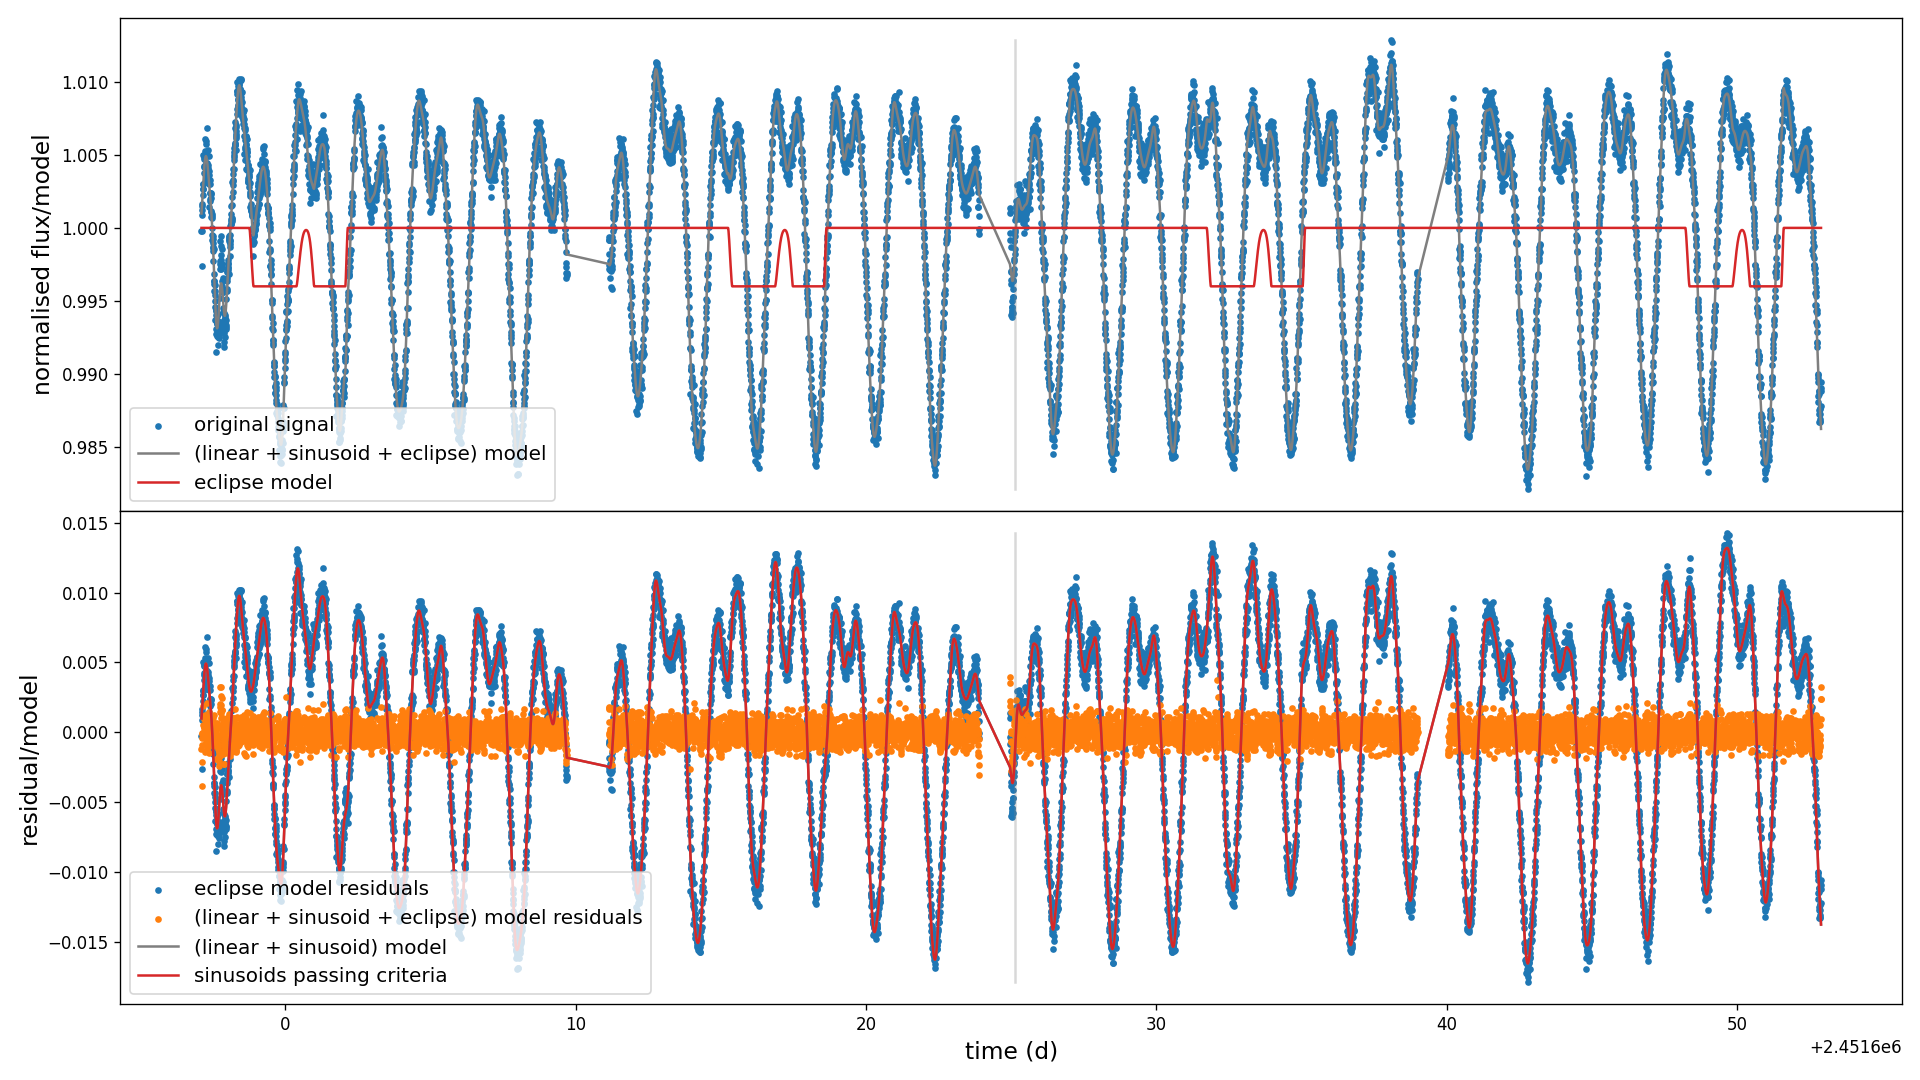 normalised flux/model
1.010
1.005
1.000
0.995
0.990
0.985
original signal
(linear + sinusoid + eclipse) model
eclipse model
residual/model
0.015
0.010
0.005
0.000
−0.005
−0.010
−0.015
eclipse model residuals
(linear + sinusoid + eclipse) model residuals
(linear + sinusoid) model
sinusoids passing criteria
0 10 20 30 40 50
time (d)
+2.4516e6